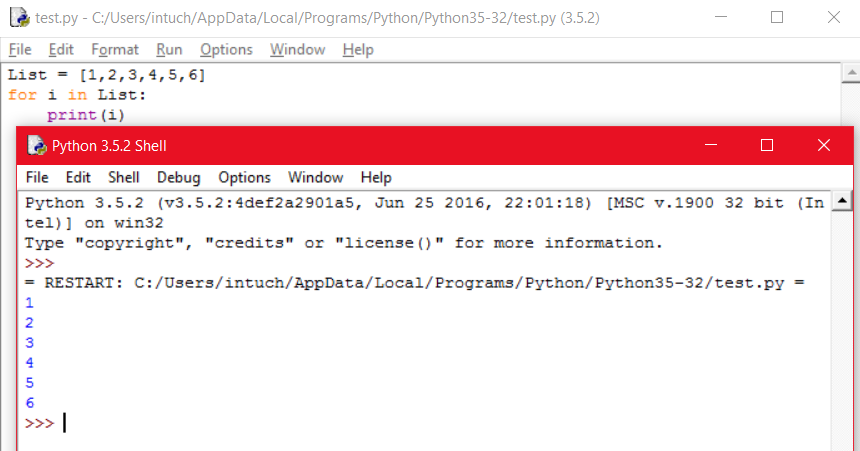 test.py - C:/Users/intuch/AppData/Local/Programs/Python/Python35-32/test.py (3.5.2)
File Edit Format Run Options Window Help
List = [1,2,3,4,5,6]
for i in List:
    print(i)
Python 3.5.2 Shell
File Edit Shell Debug Options Window Help
Python 3.5.2 (v3.5.2:4def2a2901a5, Jun 25 2016, 22:01:18) [MSC v.1900 32 bit (In
tel)] on win32
Type "copyright", "credits" or "license()" for more information.
>>>
= RESTART: C:/Users/intuch/AppData/Local/Programs/Python/Python35-32/test.py =
1
2
3
4
5
6
>>>